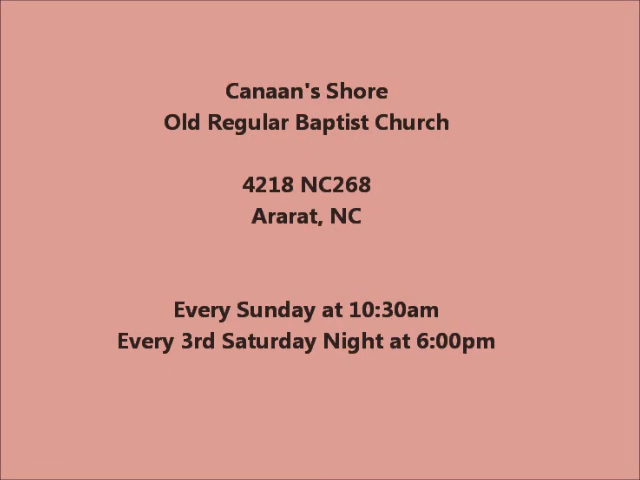 Canaan's Shore
Old Regular Baptist Church
4218 NC268
Ararat, NC
Every Sunday at 10:30am
Every 3rd Saturday Night at 6:00pm